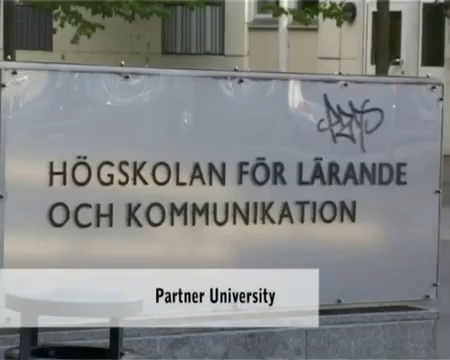 HÖGSKOLAN FÖR LÄRANDE
OCH KOMMUNIKATION
Partner University